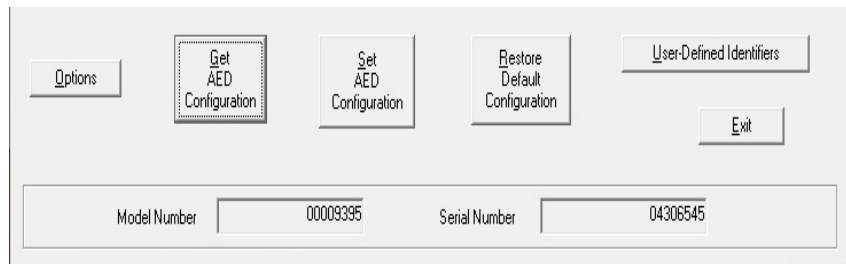 Options
Get
AED
Configuration
Set
AED
Configuration
Restore
Default
Configuration
User-Defined Identifiers
Exit
Model Number 00009395 Serial Number 04306545